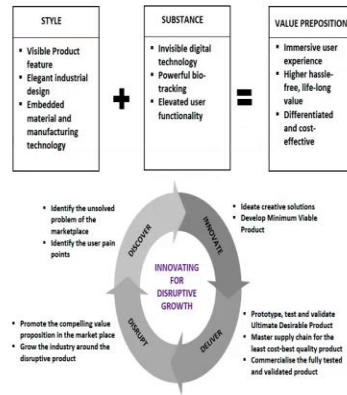 STYLE
Visible Product
feature
Elegant industrial
design
Embedded
material and
manufacturing
technology
+
SUBSTANCE
Invisible digital
technology
Powerful bio-
tracking
Elevated user
functionality
=
VALUE PREPOSITION
Immersive user
experience
Higher hassle-
free, life-long
value
Differentiated
and cost-
effective
Identify the unsolved
problem of the
marketplace
Identify the user pain
points
DISCOVER
INNOVATE
Ideate creative solutions
Develop Minimum Viable
Product
INNOVATING
FOR
DISRUPTIVE
GROWTH
Promote the compelling value
proposition in the market place
Grow the industry around the
disruptive product
DISRUPT
DELIVER
Prototype, test and validate
Ultimate Desirable Product
Master supply chain for the
least cost-best quality product
Commercialise the fully tested
and validated product